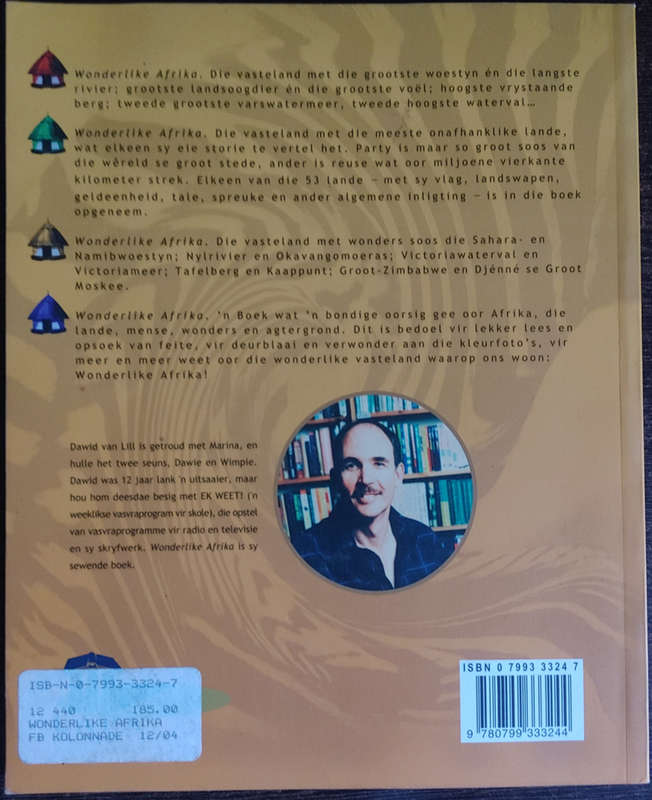 Wonderlike Afrika. Die vasteland met die grootste woestyn én die langste
rivier; grootste landsoogdier én die grootste voël; hoogste vrystaande
berg; tweede grootste varswatermeer, tweede hoogste waterval…
Wonderlike Afrika. Die vasteland met die meeste onafhanklike lande,
wat elkeen sy eie storie te vertel het. Party is maar so groot soos van
die wêreld se groot stede, ander is reuse wat oor miljoene vierkante
kilometer strek. Elkeen van die 53 lande – met sy vlag, landswapen,
geldeenheid, tale, spreuke en ander algemene inligting – is in die boek
opgeneem.
Wonderlike Afrika. Die vasteland met wonders soos die Sahara- en
Namibwoestyn; Nylrivier en Okavangomoeras; Victoriawaterval en
Victoriameer; Tafelberg en Kaappunt; Groot-Zimbabwe en Djénné se Groot
Moskee.
Wonderlike Afrika. 'n Boek wat 'n bondige oorsig gee oor Afrika, die
lande, mense, wonders en agtergrond. Dit is bedoel vir lekker lees en
opsoek van feite, vir deurblaai en verwonder aan die kleurfoto's, vir
meer en meer weet oor die wonderlike vasteland waarop ons woon:
Wonderlike Afrika!
Dawid van Lill is getroud met Marina, en
hulle het twee seuns, Dawie en Wimpie.
Dawid was 12 jaar lank 'n uitsaaier, maar
hou hom deesdae besig met EK WEET! ('n
weeklikse vasvraprogram vir skole), die opstel
van vasvraprogramme vir radio en televisie
en sy skryfwerk. Wonderlike Afrika is sy
sewende boek.
ISBN-N-0-7993-3324-7
12 440 185.00
WONDERLIKE AFRIKA
FB KOLONNADE 12/04
ISBN 0 7993 3324 7
9 780799 333244